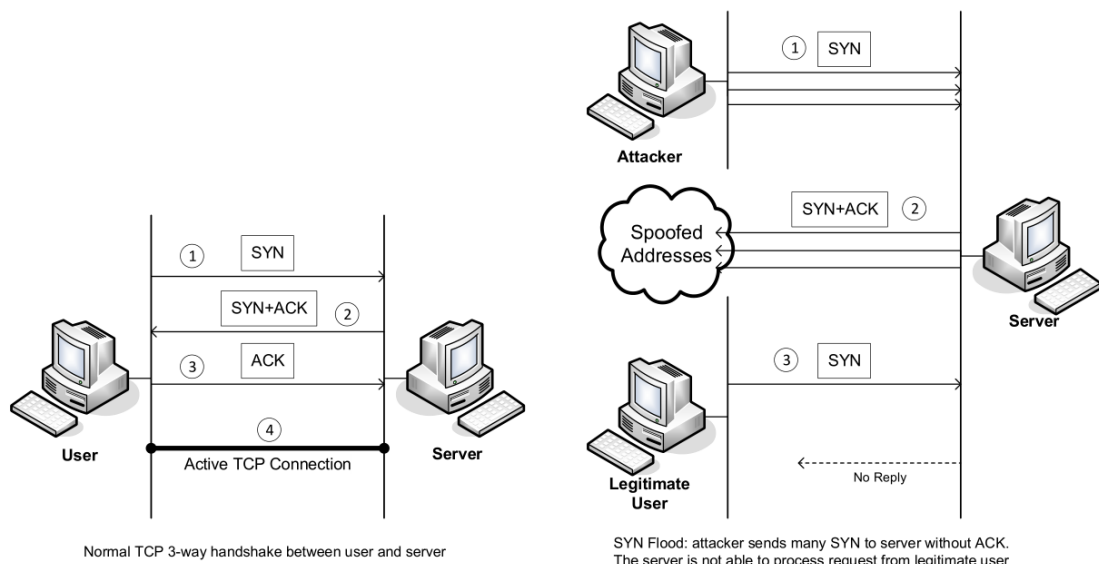 1
SYN
SYN+ACK
2
3
ACK
4
Active TCP Connection
User
Server
Normal TCP 3-way handshake between user and server
1
SYN
Attacker
SYN+ACK
2
Spoofed
Addresses
Server
3
SYN
No Reply
Legitimate
User
SYN Flood: attacker sends many SYN to server without ACK.
The server is not able to process request from legitimate user